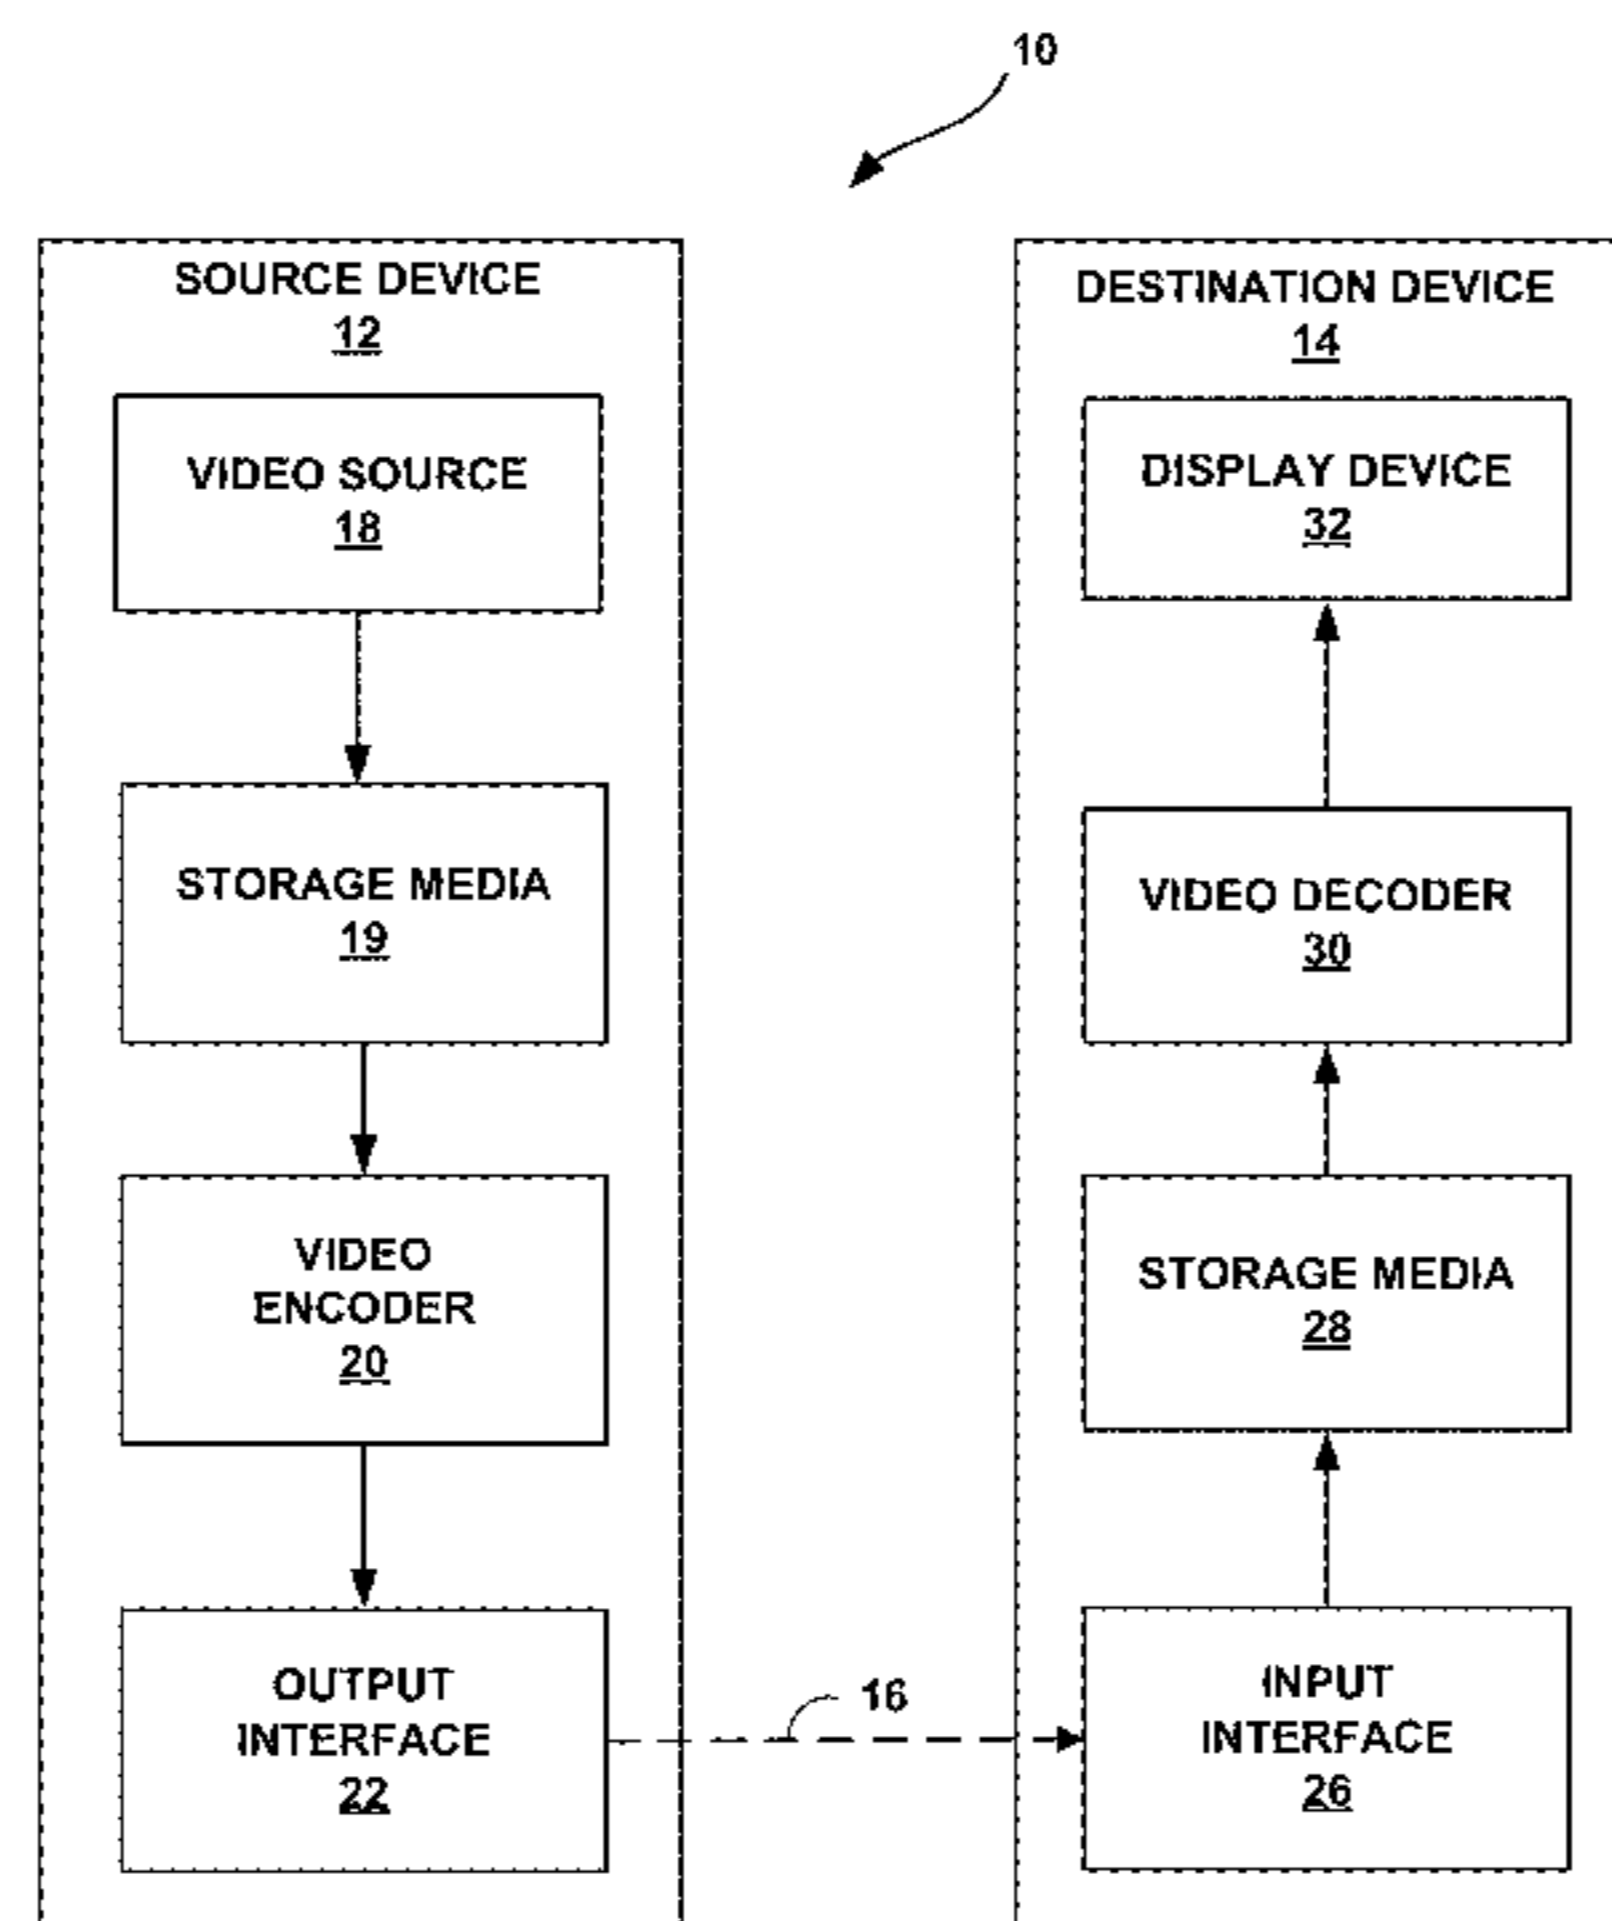 10
SOURCE DEVICE
12
VIDEO SOURCE
18
STORAGE MEDIA
19
VIDEO
ENCODER
20
OUTPUT
INTERFACE
22
16
DESTINATION DEVICE
14
DISPLAY DEVICE
32
VIDEO DECODER
30
STORAGE MEDIA
28
INPUT
INTERFACE
26